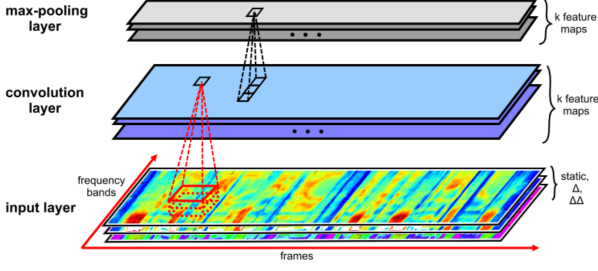 max-pooling
layer
k feature
maps
convolution
layer
k feature
maps
frequency
bands
static,
Δ,
ΔΔ
input layer
frames